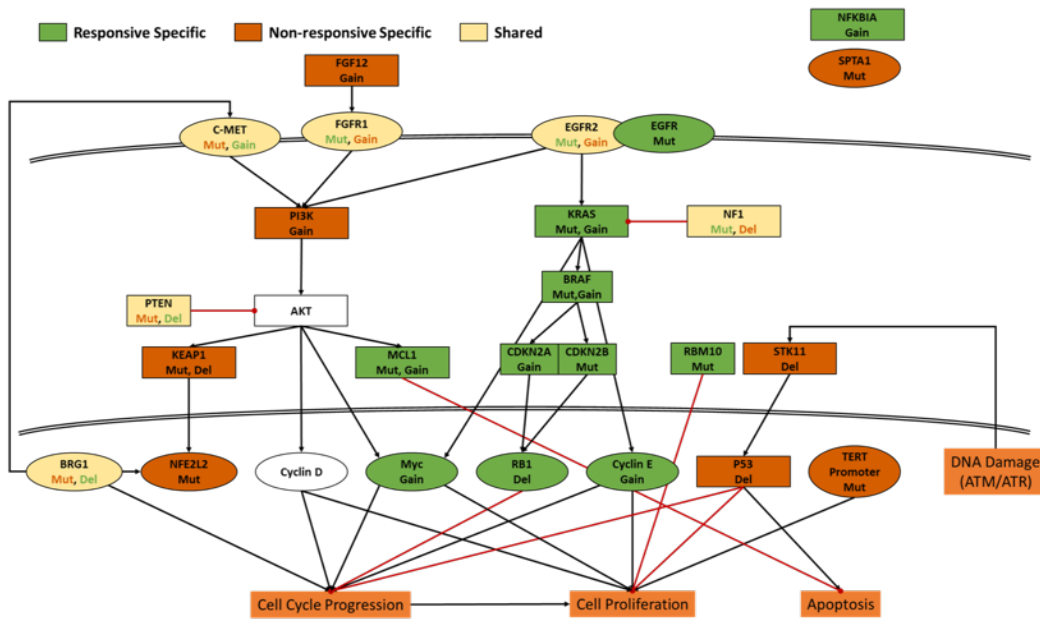 Responsive Specific
Non-responsive Specific
Shared
NFKBIA
Gain
SPTA1
Mut
FGF12
Gain
C-MET
Mut, Gain
FGFR1
Mut, Gain
EGFR2
Mut, Gain
EGFR
Mut
PI3K
Gain
KRAS
Mut, Gain
NF1
Mut, Del
BRAF
Mut,Gain
PTEN
Mut, Del
AKT
KEAP1
Mut, Del
MCL1
Mut, Gain
CDKN2A
Gain
CDKN2B
Mut
RBM10
Mut
STK11
Del
BRG1
Mut, Del
NFE2L2
Mut
Cyclin D
Myc
Gain
RB1
Del
Cyclin E
Gain
P53
Del
TERT
Promoter
Mut
DNA Damage
(ATM/ATR)
Cell Cycle Progression
Cell Proliferation
Apoptosis